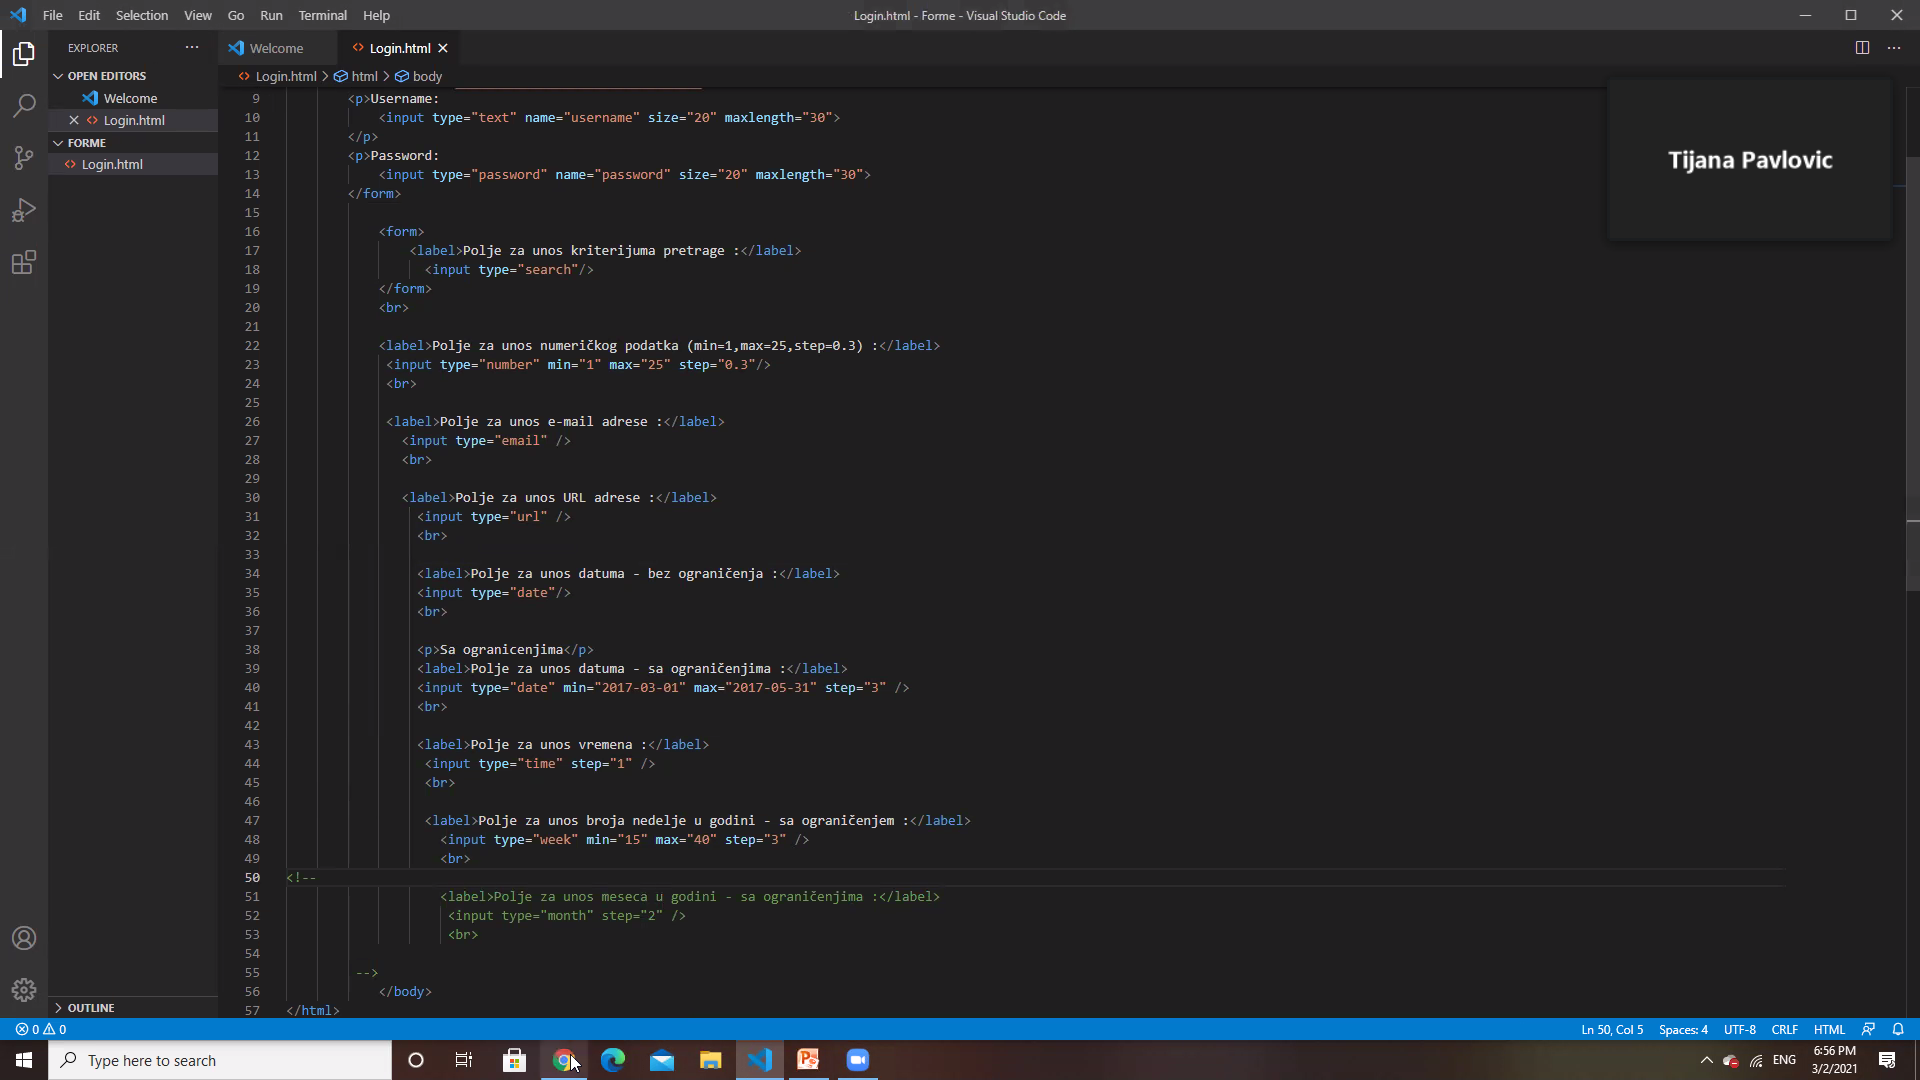 File Edit Selection View Go Run Terminal Help
Login.html - Forme - Visual Studio Code
EXPLORER
Welcome
Login.html
OPEN EDITORS
Welcome
Login.html
FORME
Login.html
OUTLINE
Login.html > html > body
9 <p>Username:
10 <input type="text" name="username" size="20" maxlength="30">
11 </p>
12 <p>Password:
13 <input type="password" name="password" size="20" maxlength="30">
14 </form>
15
16 <form>
17 <label>Polje za unos kriterijuma pretrage :</label>
18 <input type="search"/>
19 </form>
20 <br>
21
22 <label>Polje za unos numeričkog podatka (min=1,max=25,step=0.3) :</label>
23 <input type="number" min="1" max="25" step="0.3"/>
24 <br>
25
26 <label>Polje za unos e-mail adrese :</label>
27 <input type="email" />
28 <br>
29
30 <label>Polje za unos URL adrese :</label>
31 <input type="url" />
32 <br>
33
34 <label>Polje za unos datuma - bez ograničenja :</label>
35 <input type="date"/>
36 <br>
37
38 <p>Sa ogranicenjima</p>
39 <label>Polje za unos datuma - sa ograničenjima :</label>
40 <input type="date" min="2017-03-01" max="2017-05-31" step="3" />
41 <br>
42
43 <label>Polje za unos vremena :</label>
44 <input type="time" step="1" />
45 <br>
46
47 <label>Polje za unos broja nedelje u godini - sa ograničenjem :</label>
48 <input type="week" min="15" max="40" step="3" />
49 <br>
50 <!--
51 <label>Polje za unos meseca u godini - sa ograničenjima :</label>
52 <input type="month" step="2" />
53 <br>
54
55 -->
56 </body>
57 </html>
Tijana Pavlovic
0 0
Ln 50, Col 5 Spaces: 4 UTF-8 CRLF HTML
Type here to search
ENG
6:56 PM
3/2/2021